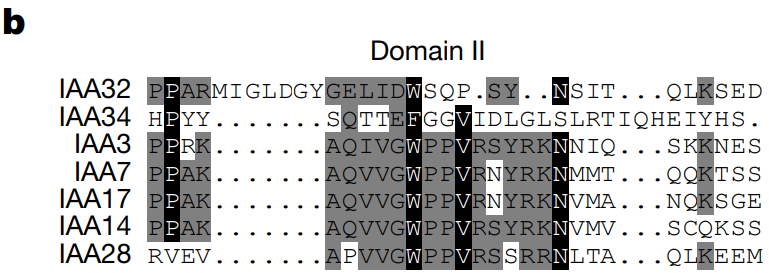 b
Domain II
IAA32 PPARMIGLDGYGELIDWSQP.SY..NSIT...QLKSED
IAA34 HPYY.......SQTTEFGGVIDLGLSLRTIQHEIYHS.
IAA3 PPRK.......AQIVGWPPVRSYRKNNIQ...SKKNES
IAA7 PPAK.......AQVVGWPPVRNYRKNMMT...QQKTSS
IAA17 PPAK.......AQVVGWPPVRNYRKNVMA...NQKSGE
IAA14 PPAK.......AQVVGWPPVRSYRKNVMV...SCQKSS
IAA28 RVEV.......APVVGWPPVRSSRRNLTA...QLKEEM